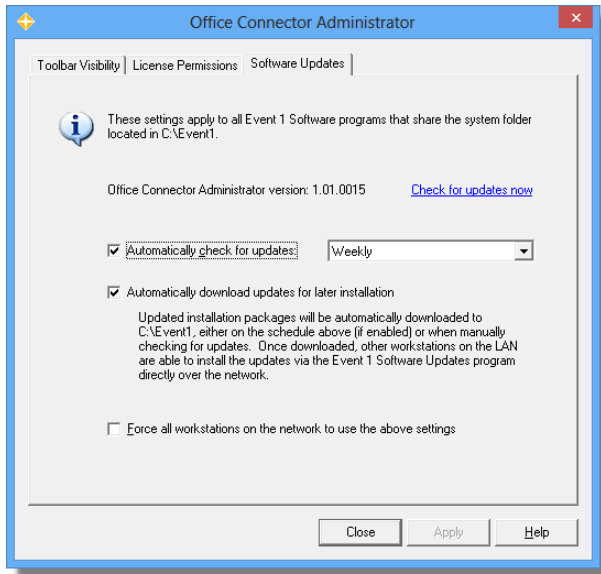 Office Connector Administrator
Toolbar Visibility
License Permissions
Software Updates
These settings apply to all Event 1 Software programs that share the system folder
located in C:\Event1.
Office Connector Administrator version: 1.01.0015
Check for updates now
Automatically check for updates:
Weekly
Automatically download updates for later installation
Updated installation packages will be automatically downloaded to
C:\Event1, either on the schedule above (if enabled) or when manually
checking for updates. Once downloaded, other workstations on the LAN
are able to install the updates via the Event 1 Software Updates program
directly over the network.
Force all workstations on the network to use the above settings
Close
Apply
Help